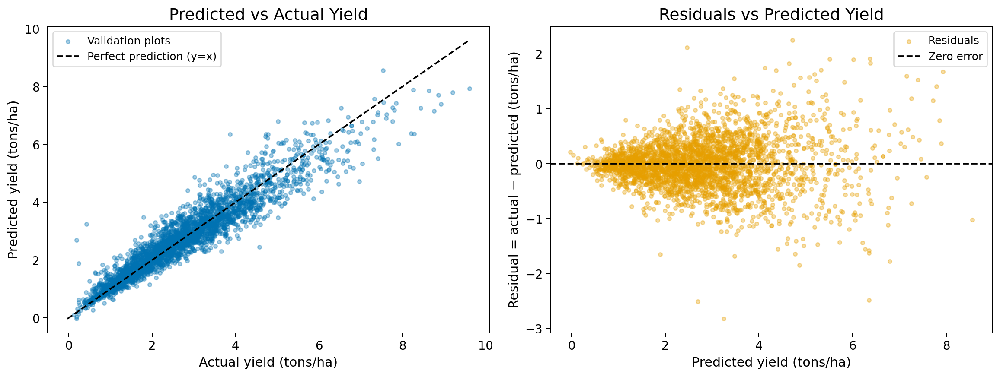 Predicted vs Actual Yield
Validation plots
Perfect prediction (y=x)
Predicted yield (tons/ha)
10
8
6
4
2
0
0 2 4 6 8 10
Actual yield (tons/ha)
Residuals vs Predicted Yield
Residuals
Zero error
Residual = actual − predicted (tons/ha)
2
1
0
−1
−2
−3
0 2 4 6 8
Predicted yield (tons/ha)